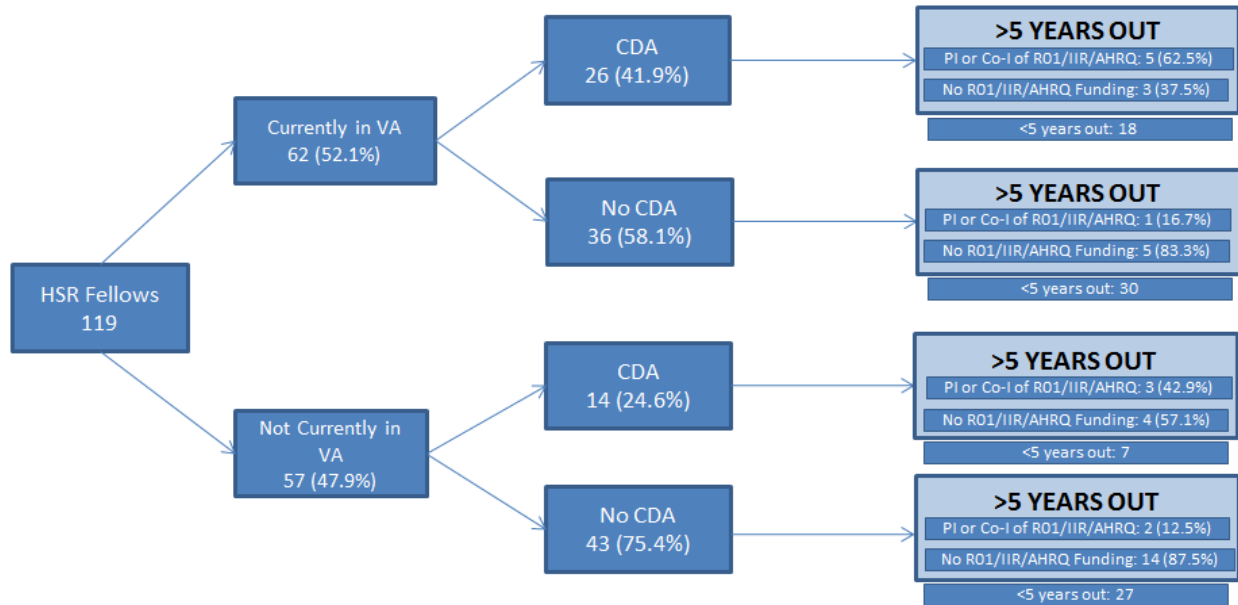 HSR Fellows
119
Currently in VA
62 (52.1%)
Not Currently in
VA
57 (47.9%)
CDA
26 (41.9%)
No CDA
36 (58.1%)
CDA
14 (24.6%)
No CDA
43 (75.4%)
>5 YEARS OUT
PI or Co-I of R01/IIR/AHRQ: 5 (62.5%)
No R01/IIR/AHRQ Funding: 3 (37.5%)
<5 years out: 18
>5 YEARS OUT
PI or Co-I of R01/IIR/AHRQ: 1 (16.7%)
No R01/IIR/AHRQ Funding: 5 (83.3%)
<5 years out: 30
>5 YEARS OUT
PI or Co-I of R01/IIR/AHRQ: 3 (42.9%)
No R01/IIR/AHRQ Funding: 4 (57.1%)
<5 years out: 7
>5 YEARS OUT
PI or Co-I of R01/IIR/AHRQ: 2 (12.5%)
No R01/IIR/AHRQ Funding: 14 (87.5%)
<5 years out: 27